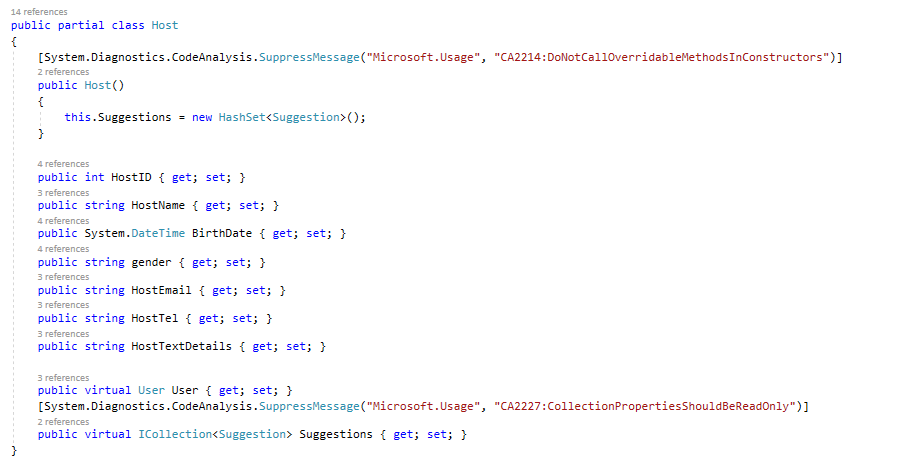 14 references
public partial class Host
{
[System.Diagnostics.CodeAnalysis.SuppressMessage("Microsoft.Usage", "CA2214:DoNotCallOverridableMethodsInConstructors")]
2 references
public Host()
{
this.Suggestions = new HashSet<Suggestion>();
}
4 references
public int HostID { get; set; }
3 references
public string HostName { get; set; }
4 references
public System.DateTime BirthDate { get; set; }
4 references
public string gender { get; set; }
3 references
public string HostEmail { get; set; }
3 references
public string HostTel { get; set; }
3 references
public string HostTextDetails { get; set; }
3 references
public virtual User User { get; set; }
[System.Diagnostics.CodeAnalysis.SuppressMessage("Microsoft.Usage", "CA2227:CollectionPropertiesShouldBeReadOnly")]
2 references
public virtual ICollection<Suggestion> Suggestions { get; set; }
}